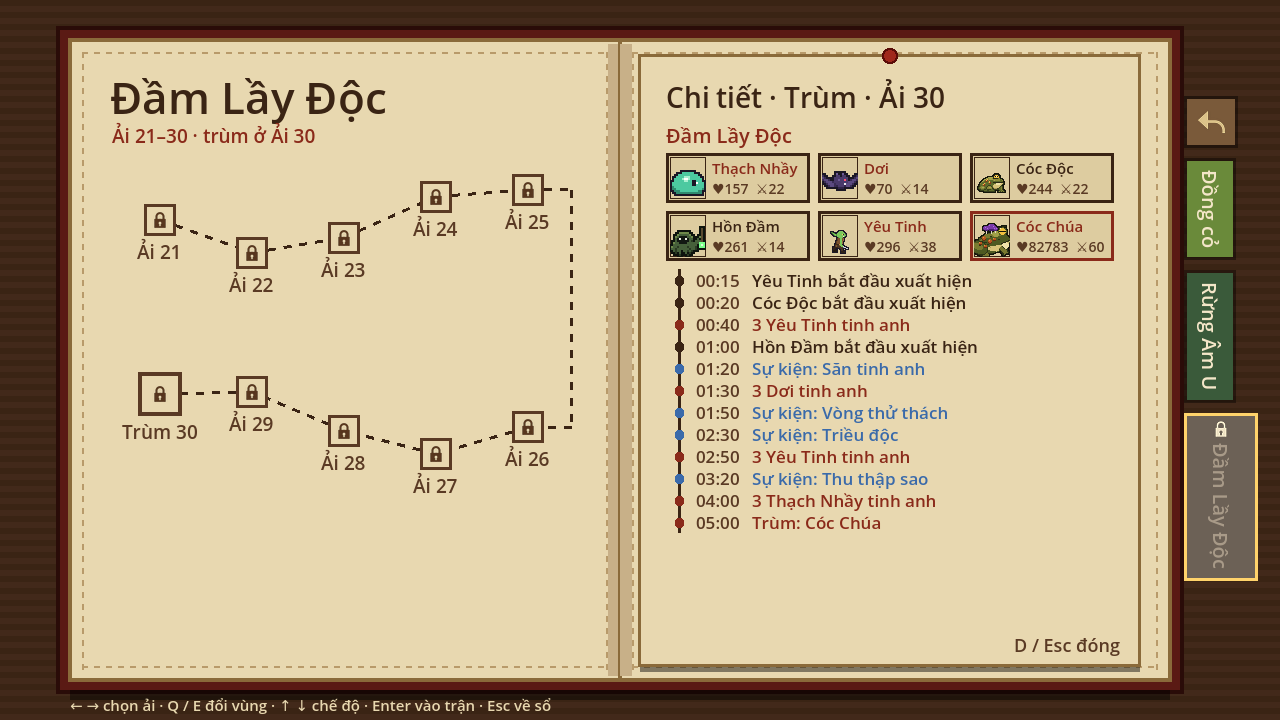 Đầm Lầy Độc
Ải 21–30 · trùm ở Ải 30
Ải 21
Ải 22
Ải 23
Ải 24
Ải 25
Trùm 30
Ải 29
Ải 28
Ải 27
Ải 26
Chi tiết · Trùm · Ải 30
Đầm Lầy Độc
Thạch Nhầy
♥157 ⚔22
Dơi
♥70 ⚔14
Cóc Độc
♥244 ⚔22
Hồn Đầm
♥261 ⚔14
Yêu Tinh
♥296 ⚔38
Cóc Chúa
♥82783 ⚔60
00:15 Yêu Tinh bắt đầu xuất hiện
00:20 Cóc Độc bắt đầu xuất hiện
00:40 3 Yêu Tinh tinh anh
01:00 Hồn Đầm bắt đầu xuất hiện
01:20 Sự kiện: Săn tinh anh
01:30 3 Dơi tinh anh
01:50 Sự kiện: Vòng thử thách
02:30 Sự kiện: Triều độc
02:50 3 Yêu Tinh tinh anh
03:20 Sự kiện: Thu thập sao
04:00 3 Thạch Nhầy tinh anh
05:00 Trùm: Cóc Chúa
D / Esc đóng
Đồng cỏ
Rừng Âm U
Đầm Lầy Độc
← → chọn ải · Q / E đổi vùng · ↑ ↓ chế độ · Enter vào trận · Esc về sổ